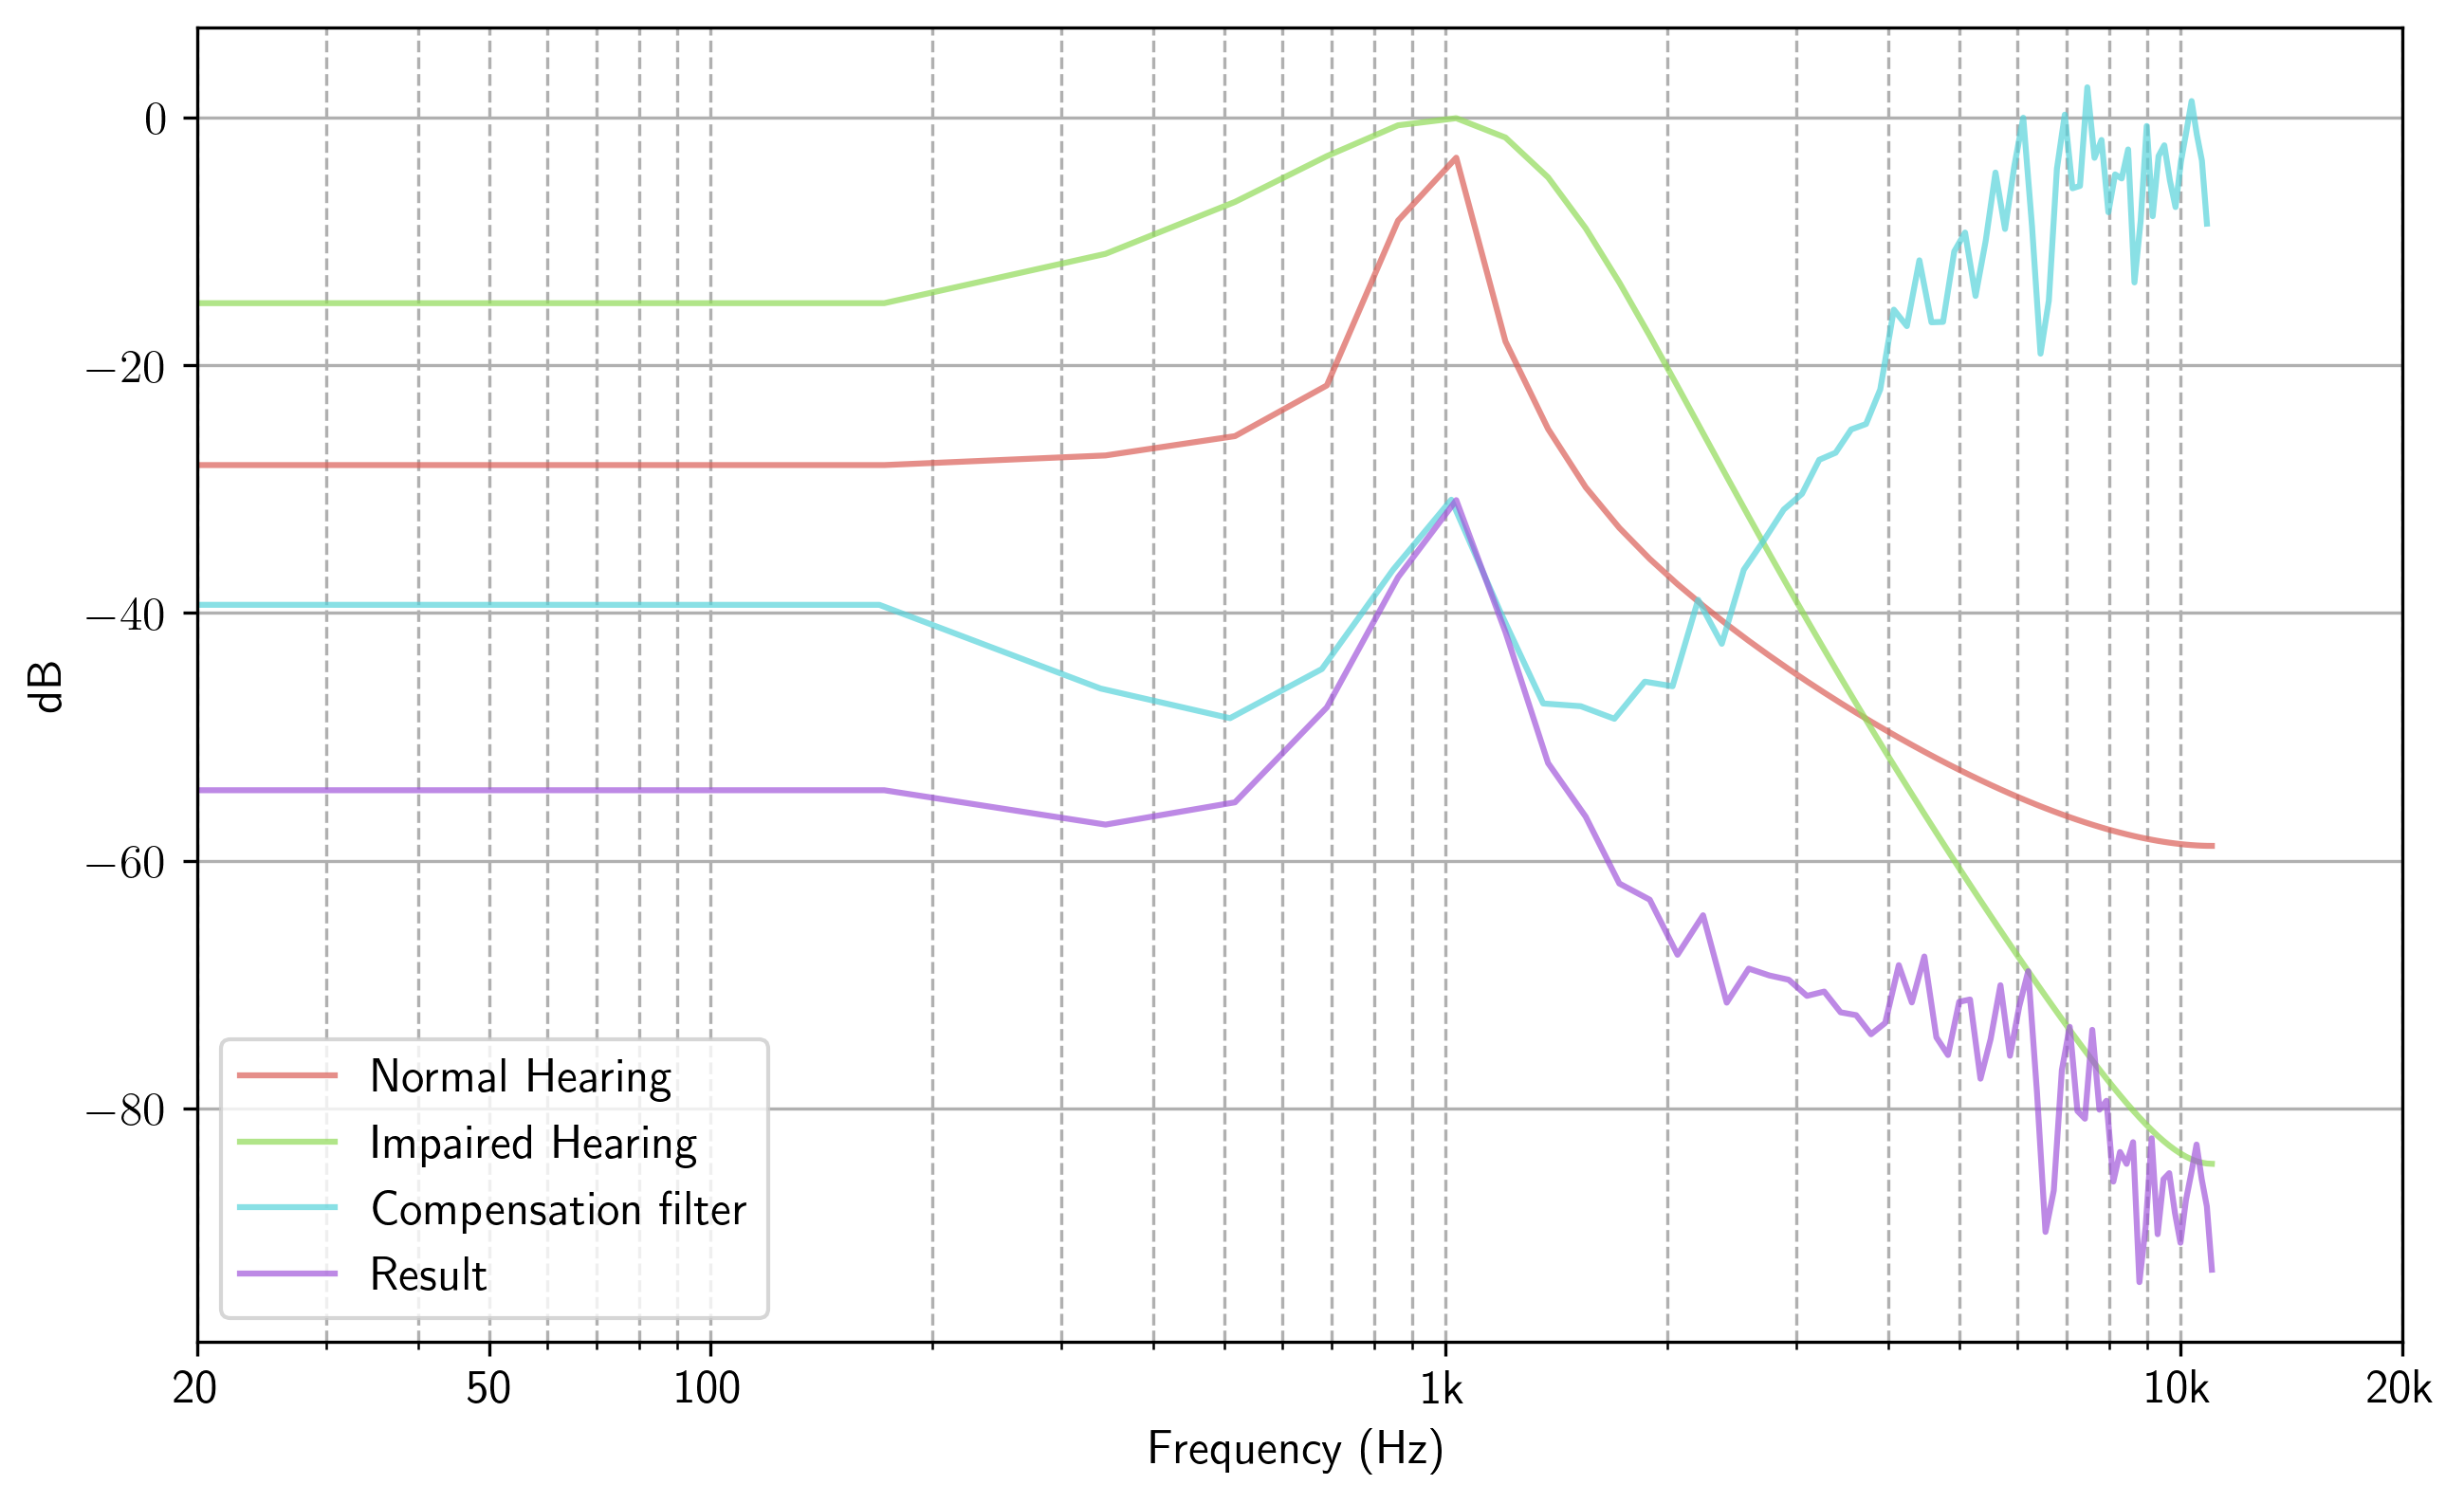 0
−20
−40
−60
−80
dB
Normal Hearing
Impaired Hearing
Compensation filter
Result
20 50 100 1k 10k 20k
Frequency (Hz)